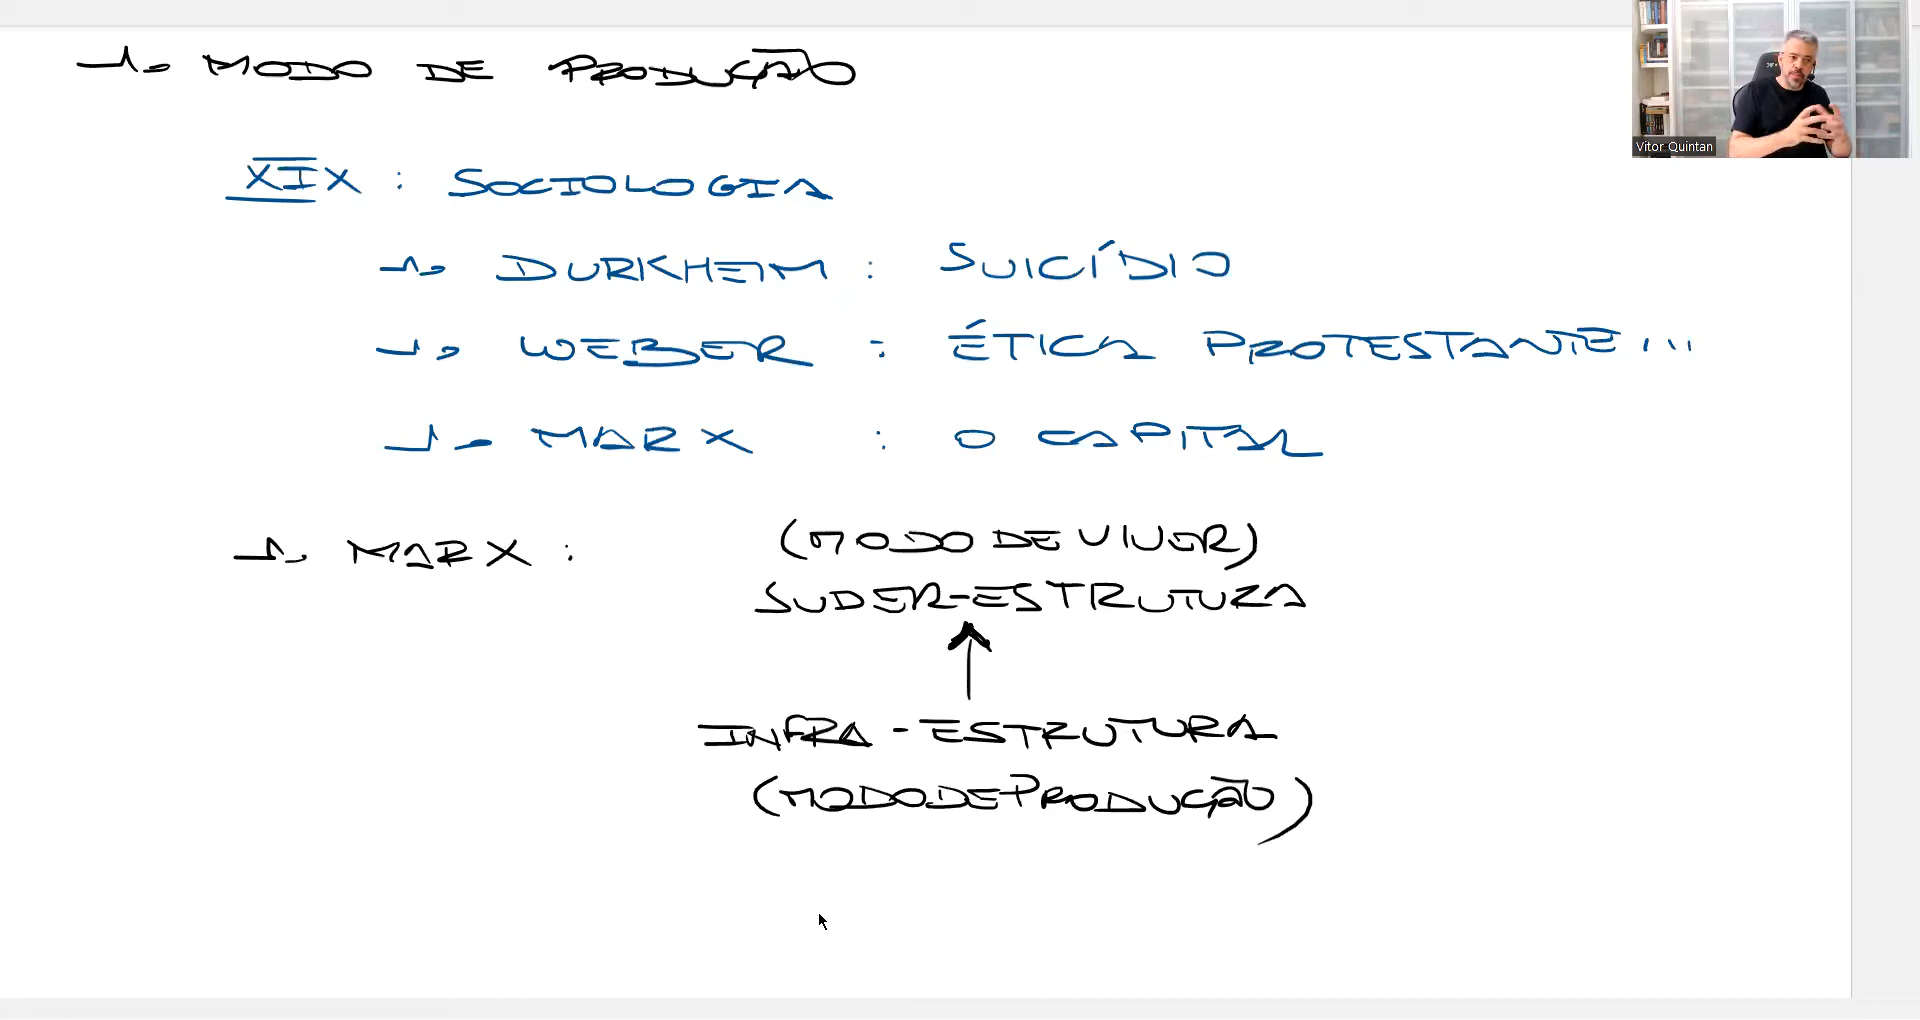 → MODO DE PRODUÇÃO
Vitor Quintan
XIX : SOCIOLOGIA
→ DURKHEIM : SUICÍDIO
→ WEBER : ÉTICA PROTESTANTE...
→ MARX : O CAPITAL
→ MARX :
(MODO DE VIVER)
SUPER-ESTRUTURA
↑
INFRA-ESTRUTURA
(MODO DE PRODUÇÃO)